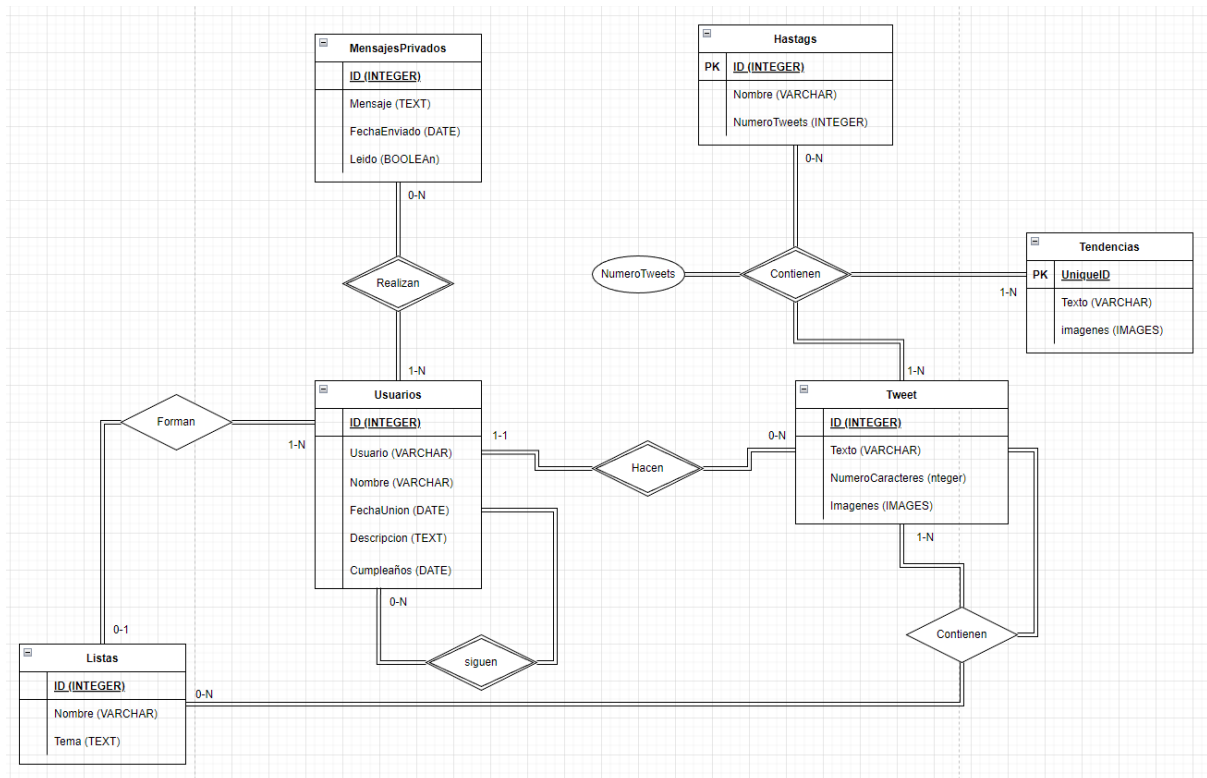 MensajesPrivados
ID (INTEGER)
Mensaje (TEXT)
FechaEnviado (DATE)
Leido (BOOLEAn)
0-N
Hastags
PK ID (INTEGER)
Nombre (VARCHAR)
NumeroTweets (INTEGER)
0-N
Realizan
NumeroTweets
Contienen
Tendencias
PK UniqueID
Texto (VARCHAR)
imagenes (IMAGES)
1-N
1-N
1-N
Forman
1-N
Usuarios
ID (INTEGER)
Usuario (VARCHAR)
Nombre (VARCHAR)
FechaUnion (DATE)
Descripcion (TEXT)
Cumpleaños (DATE)
1-1
Hacen
0-N
Tweet
ID (INTEGER)
Texto (VARCHAR)
NumeroCaracteres (nteger)
Imagenes (IMAGES)
1-N
0-N
siguen
Contienen
0-1
Listas
ID (INTEGER)
Nombre (VARCHAR)
Tema (TEXT)
0-N